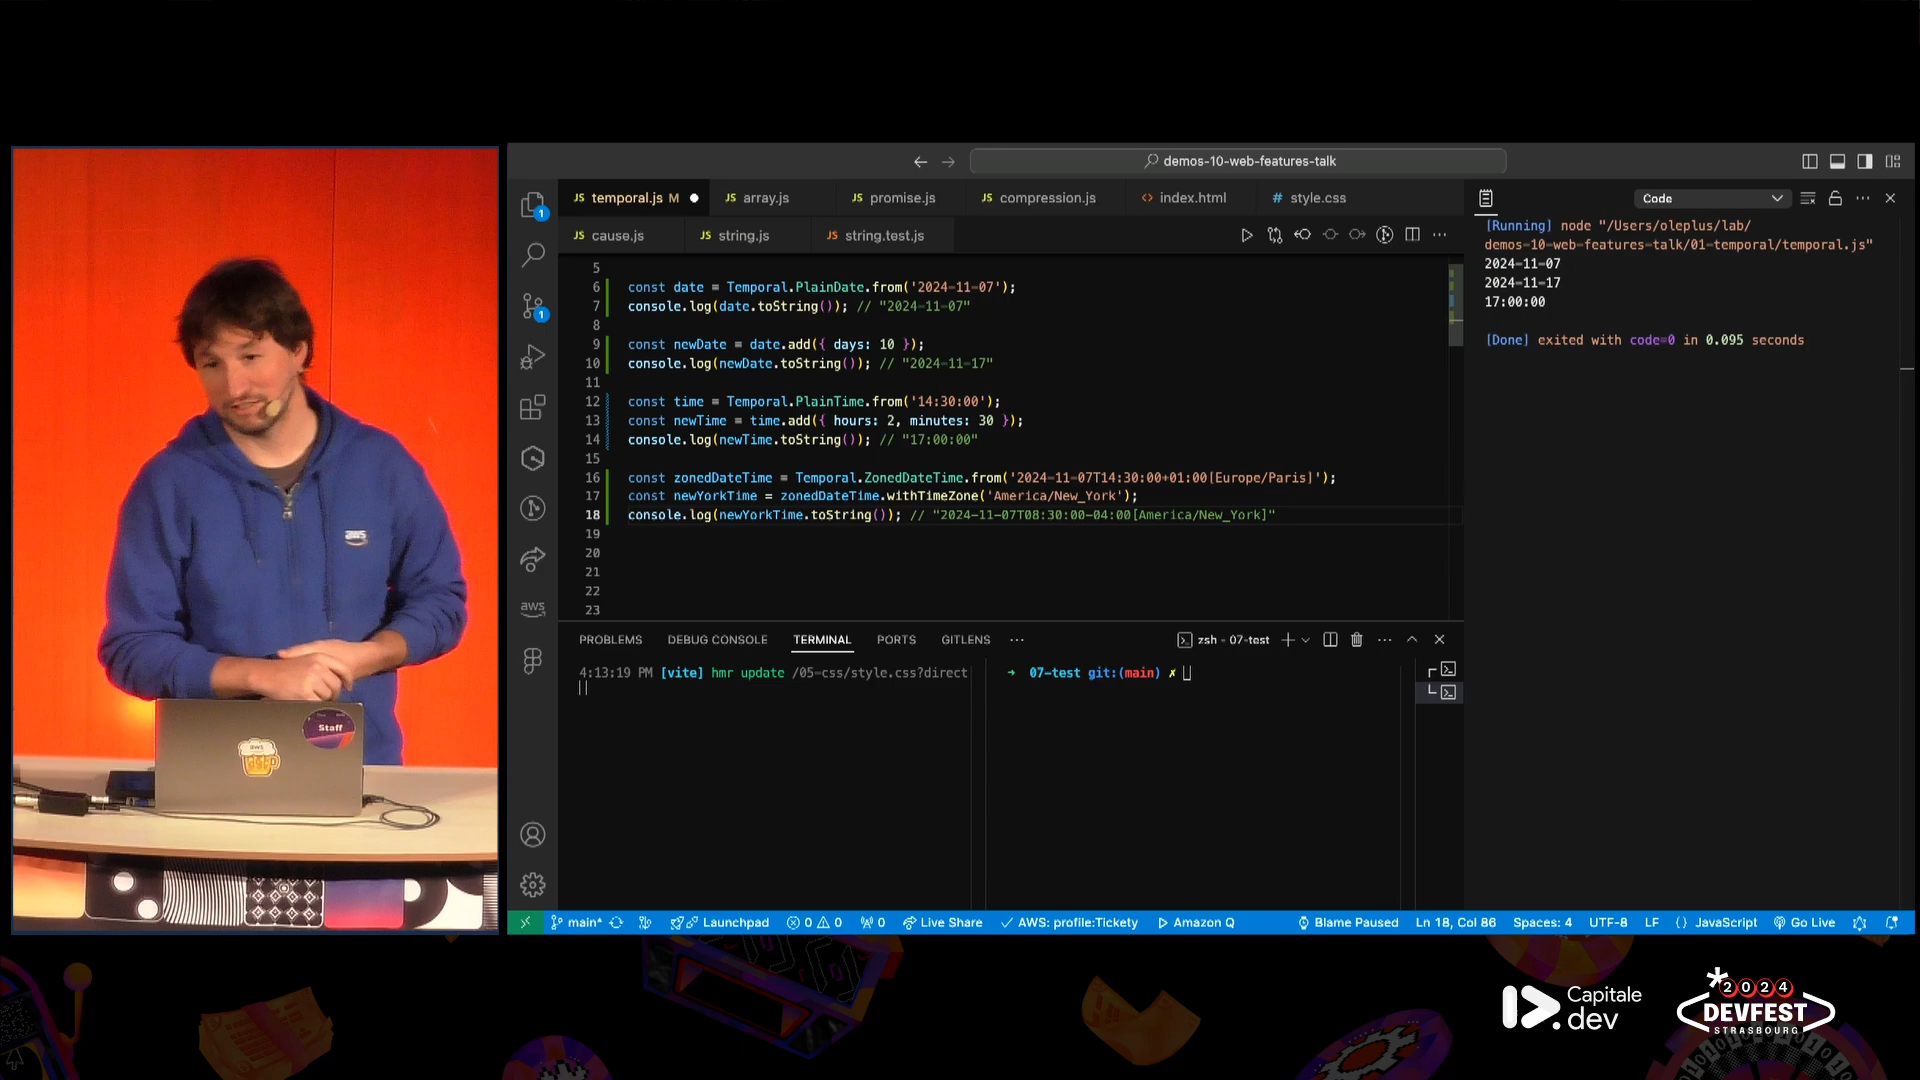 demos-10-web-features-talk
JS temporal.js M
JS array.js
JS promise.js
JS compression.js
<> index.html
# style.css
JS cause.js
JS string.js
JS string.test.js
5
6 const date = Temporal.PlainDate.from('2024-11-07');
7 console.log(date.toString()); // "2024-11-07"
8
9 const newDate = date.add({ days: 10 });
10 console.log(newDate.toString()); // "2024-11-17"
11
12 const time = Temporal.PlainTime.from('14:30:00');
13 const newTime = time.add({ hours: 2, minutes: 30 });
14 console.log(newTime.toString()); // "17:00:00"
15
16 const zonedDateTime = Temporal.ZonedDateTime.from('2024-11-07T14:30:00+01:00[Europe/Paris]');
17 const newYorkTime = zonedDateTime.withTimeZone('America/New_York');
18 console.log(newYorkTime.toString()); // "2024-11-07T08:30:00-04:00[America/New_York]"
19
20
21
22
23
Code
[Running] node "/Users/oleplus/lab/
demos-10-web-features-talk/01-temporal/temporal.js"
2024-11-07
2024-11-17
17:00:00
[Done] exited with code=0 in 0.095 seconds
1
1
aws
PROBLEMS DEBUG CONSOLE TERMINAL PORTS GITLENS
zsh - 07-test
4:13:19 PM [vite] hmr update /05-css/style.css?direct
→ 07-test git:(main) ✗
main* Launchpad 0 0 0 Live Share AWS: profile:Tickety Amazon Q Blame Paused Ln 18, Col 86 Spaces: 4 UTF-8 LF {} JavaScript Go Live
aws
Staff
aws
Capitale
.dev
2024
DEVFEST
STRASBOURG